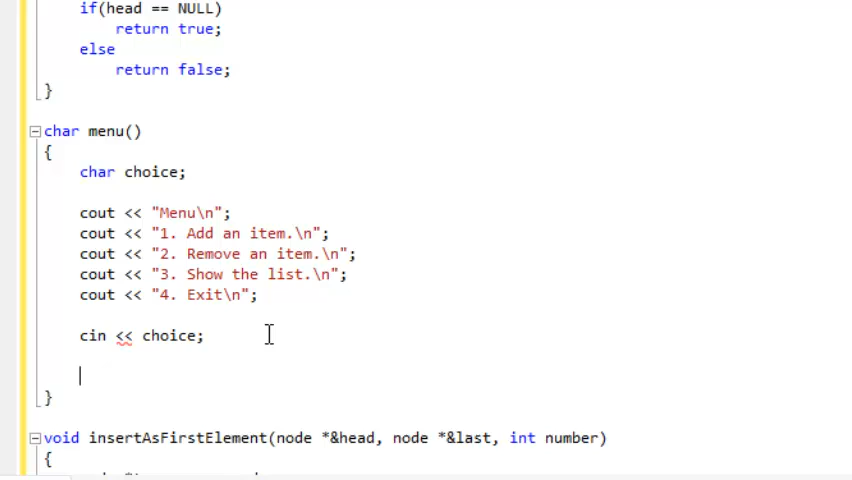 if(head == NULL)
return true;
else
return false;
}
char menu()
{
char choice;
cout << "Menu\n";
cout << "1. Add an item.\n";
cout << "2. Remove an item.\n";
cout << "3. Show the list.\n";
cout << "4. Exit\n";
cin << choice;
}
void insertAsFirstElement(node *&head, node *&last, int number)
{